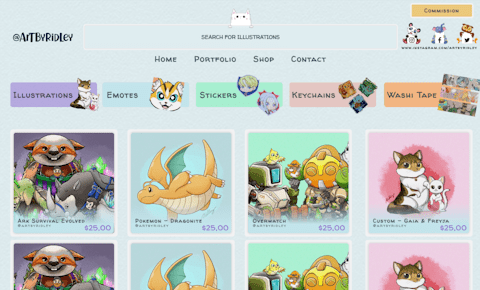 Commission
@ArtByRidley
SEARCH FOR ILLUSTRATIONS
www.instagram.com/artbyridley
Home Portfolio Shop Contact
Illustrations Emotes Stickers Keychains Washi Tape
Ark Survival Evolved Pokemon – Dragonite Overwatch Custom – Gaia & Freyja
@artbyridley $25,00 @artbyridley $25,00 @artbyridley $25,00 @artbyridley $25,00